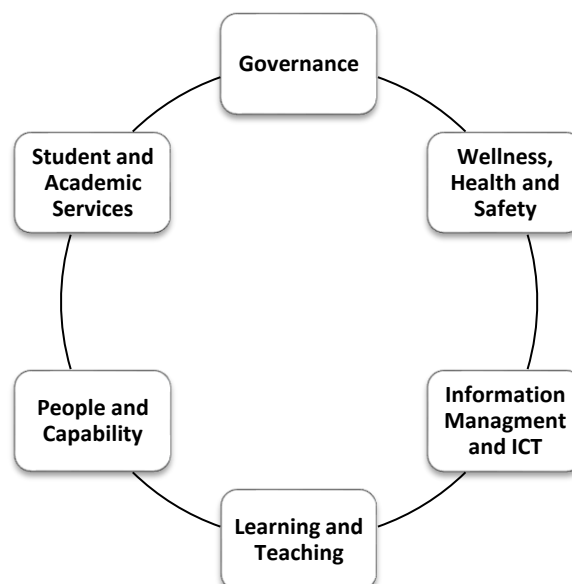 Governance
Wellness,
Health and
Safety
Information
Managment
and ICT
Learning and
Teaching
People and
Capability
Student and
Academic
Services